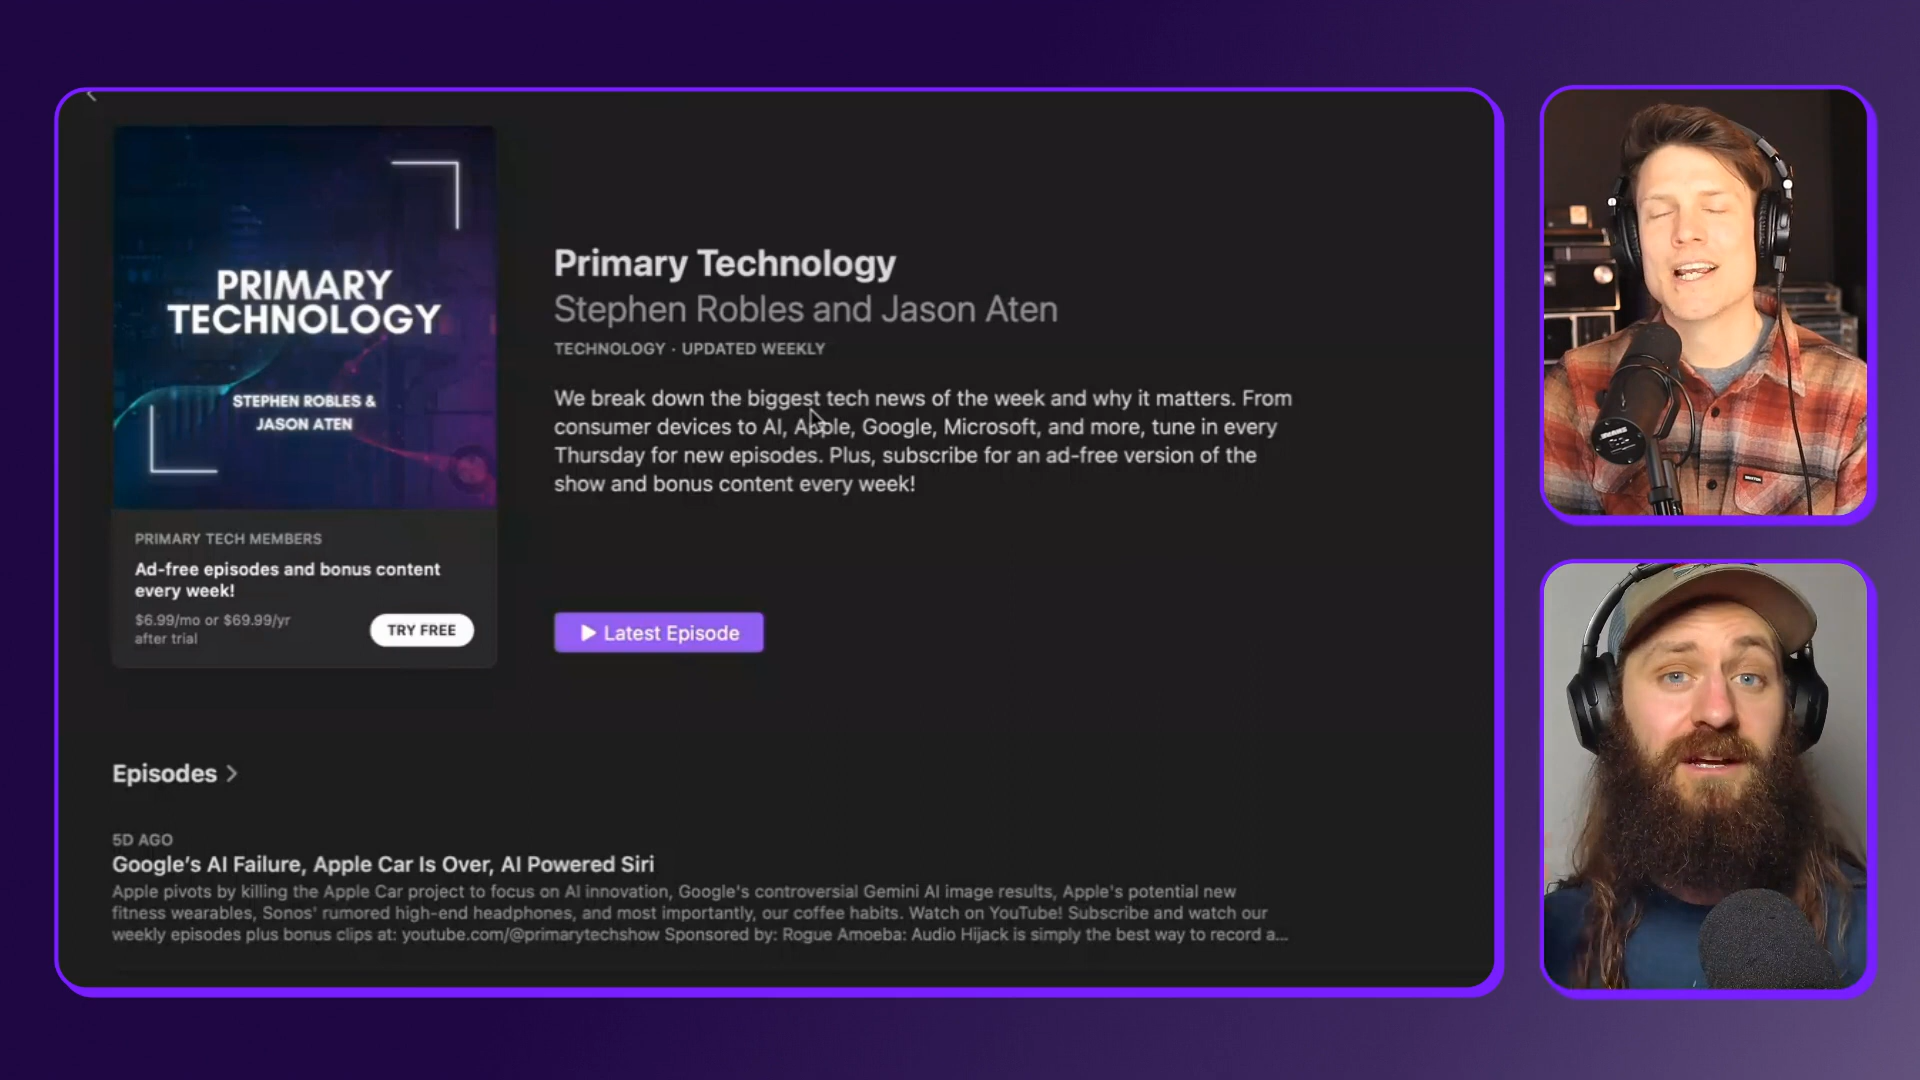 PRIMARY
TECHNOLOGY
STEPHEN ROBLES &
JASON ATEN
PRIMARY TECH MEMBERS
Ad-free episodes and bonus content
every week!
$6.99/mo or $69.99/yr
after trial
TRY FREE
Primary Technology
Stephen Robles and Jason Aten
TECHNOLOGY · UPDATED WEEKLY
We break down the biggest tech news of the week and why it matters. From
consumer devices to AI, Apple, Google, Microsoft, and more, tune in every
Thursday for new episodes. Plus, subscribe for an ad-free version of the
show and bonus content every week!
Latest Episode
Episodes
5D AGO
Google's AI Failure, Apple Car Is Over, AI Powered Siri
Apple pivots by killing the Apple Car project to focus on AI innovation, Google's controversial Gemini AI image results, Apple's potential new
fitness wearables, Sonos' rumored high-end headphones, and most importantly, our coffee habits. Watch on YouTube! Subscribe and watch our
weekly episodes plus bonus clips at: youtube.com/@primarytechshow Sponsored by: Rogue Amoeba: Audio Hijack is simply the best way to record a...